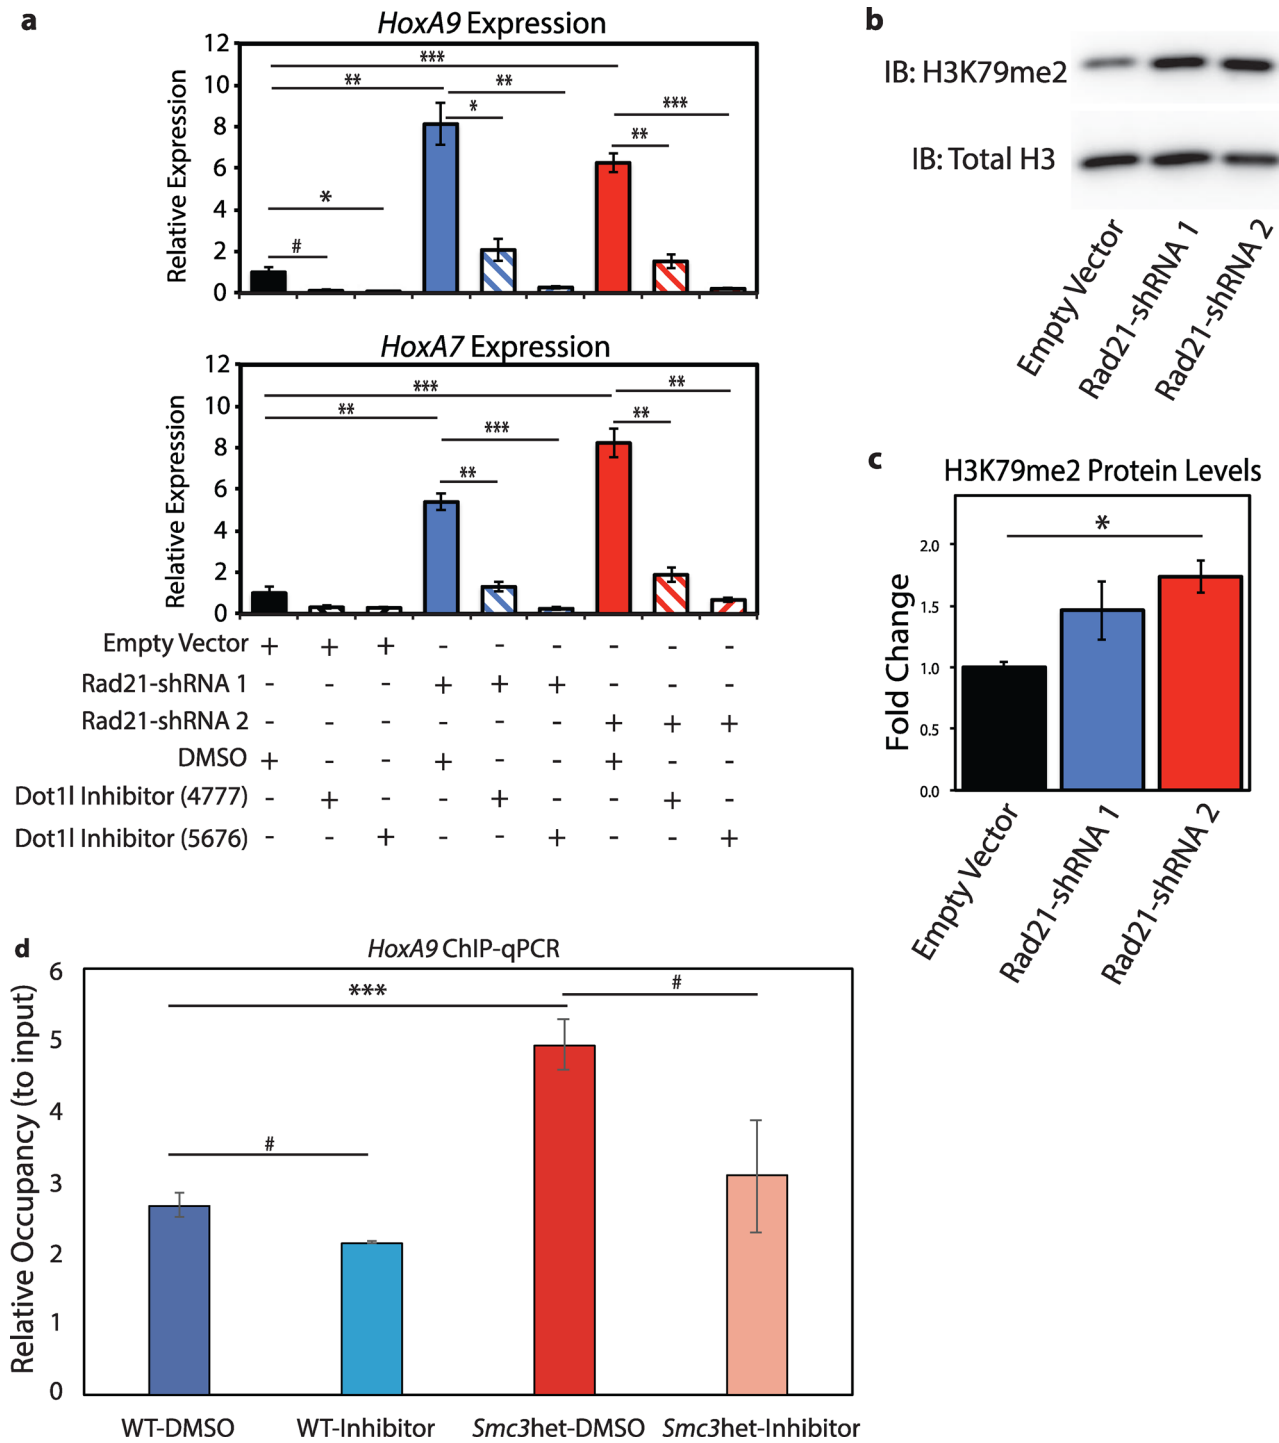 a
HoxA9 Expression
Relative Expression
12
10
8
6
4
2
0
***
**
**
*
***
**
*
#
HoxA7 Expression
Relative Expression
12
10
8
6
4
2
0
***
**
***
**
**
**
Empty Vector + + + - - - - - -
Rad21-shRNA 1 - - - + + + - - -
Rad21-shRNA 2 - - - - - - + + +
DMSO + - - + - - + - -
Dot1l Inhibitor (4777) - + - - + - - + -
Dot1l Inhibitor (5676) - - + - - + - - +
b
IB: H3K79me2
IB: Total H3
Empty Vector
Rad21-shRNA 1
Rad21-shRNA 2
c
H3K79me2 Protein Levels
Fold Change
2.0
1.5
1.0
0.5
0.0
*
Empty Vector
Rad21-shRNA 1
Rad21-shRNA 2
d
HoxA9 ChIP-qPCR
Relative Occupancy (to input)
6
5
4
3
2
1
0
***
#
#
WT-DMSO WT-Inhibitor Smc3het-DMSO Smc3het-Inhibitor